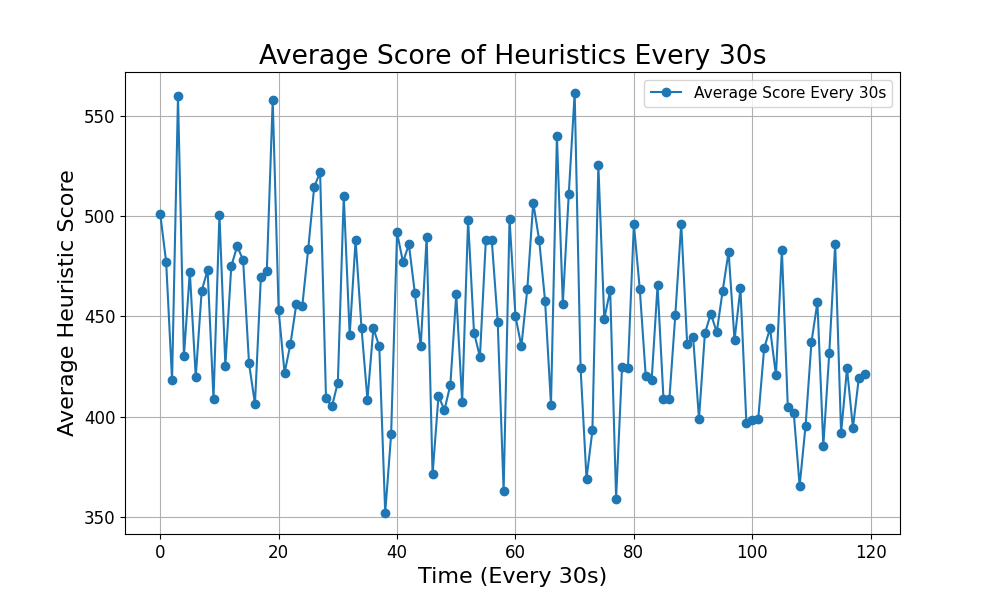 Average Score of Heuristics Every 30s
Average Score Every 30s
Average Heuristic Score
550
500
450
400
350
0 20 40 60 80 100 120
Time (Every 30s)